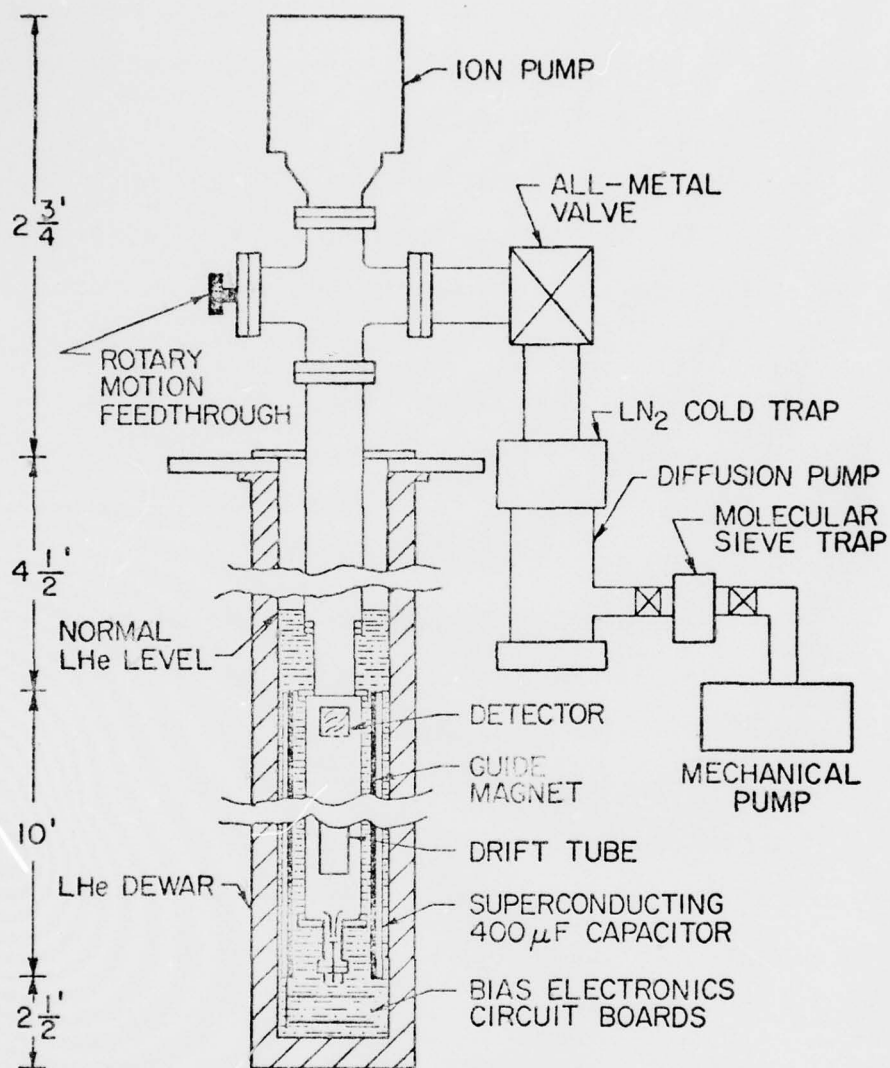 ION PUMP
ALL-METAL
VALVE
2 3/4'
ROTARY
MOTION
FEEDTHROUGH
LN₂ COLD TRAP
DIFFUSION PUMP
MOLECULAR
SIEVE TRAP
4 1/2'
NORMAL
LHe LEVEL
DETECTOR
GUIDE
MAGNET
MECHANICAL
PUMP
10'
DRIFT TUBE
LHe DEWAR
SUPERCONDUCTING
400μF CAPACITOR
BIAS ELECTRONICS
CIRCUIT BOARDS
2 1/2'